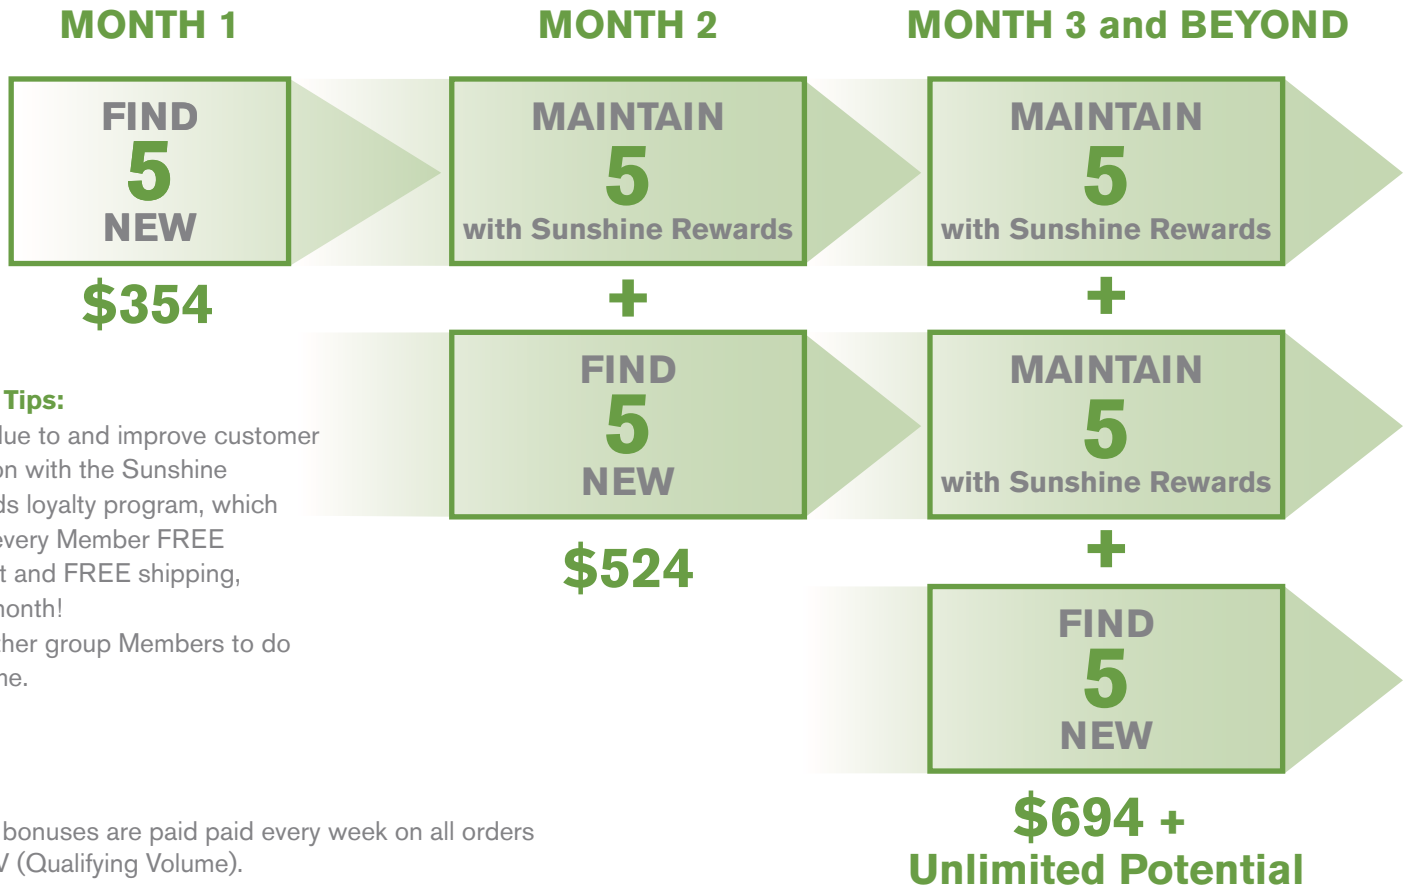 MONTH 1
FIND
5
NEW
$354
MONTH 2
MAINTAIN
5
with Sunshine Rewards
+
FIND
5
NEW
$524
MONTH 3 and BEYOND
MAINTAIN
5
with Sunshine Rewards
+
MAINTAIN
5
with Sunshine Rewards
+
FIND
5
NEW
$694 +
Unlimited Potential
Tips:
to and improve customer
with the Sunshine
loyalty program, which
every Member FREE
and FREE shipping,
group Members to do
bonuses are paid paid every week on all orders
(Qualifying Volume).